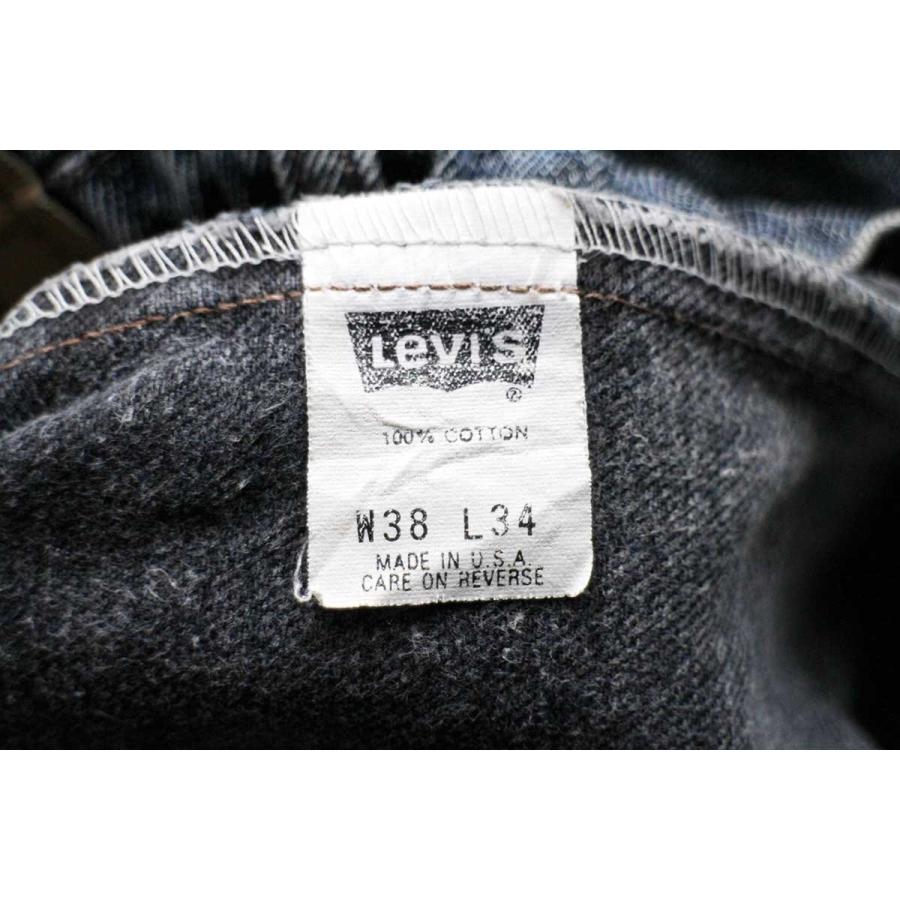 Levi's
®
100% COTTON
W38 L34
MADE IN U.S.A.
CARE ON REVERSE